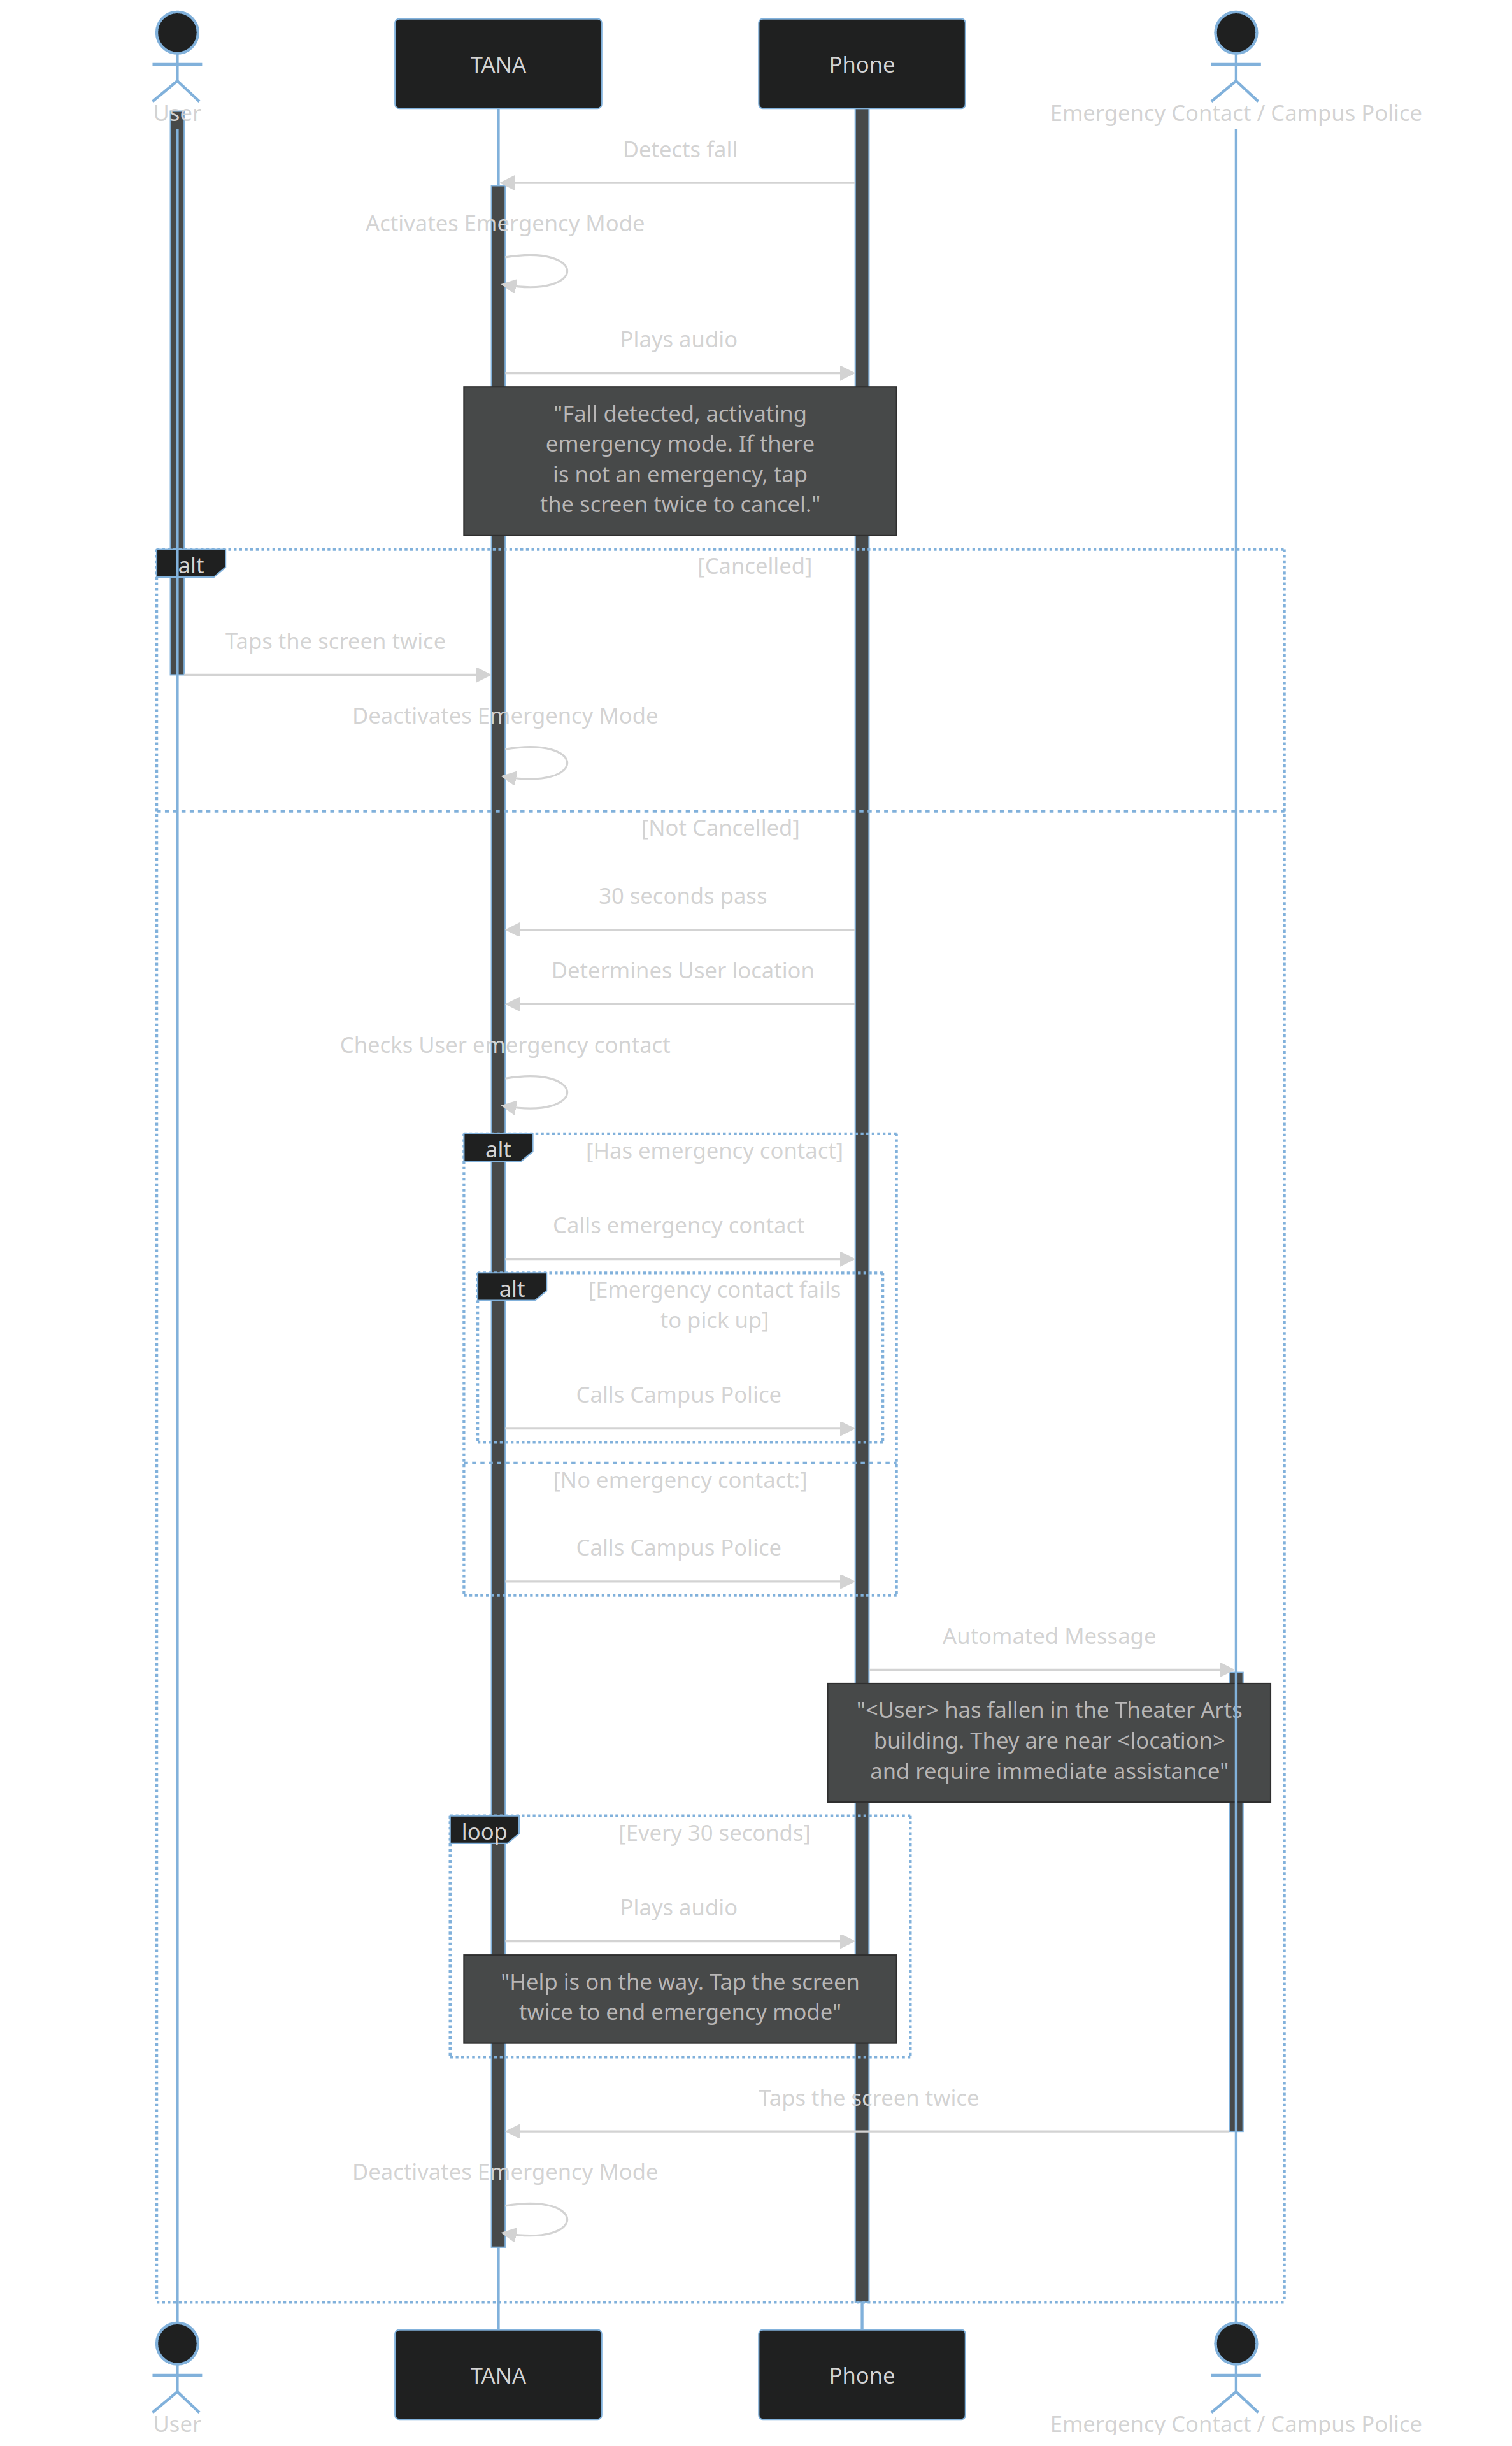 User
TANA
Phone
Emergency Contact / Campus Police
Detects fall
Activates Emergency Mode
Plays audio
"Fall detected, activating
emergency mode. If there
is not an emergency, tap
the screen twice to cancel."
alt
[Cancelled]
Taps the screen twice
Deactivates Emergency Mode
[Not Cancelled]
30 seconds pass
Determines User location
Checks User emergency contact
alt
[Has emergency contact]
Calls emergency contact
alt
[Emergency contact fails
to pick up]
Calls Campus Police
[No emergency contact:]
Calls Campus Police
Automated Message
"<User> has fallen in the Theater Arts
building. They are near <location>
and require immediate assistance"
loop
[Every 30 seconds]
Plays audio
"Help is on the way. Tap the screen
twice to end emergency mode"
Taps the screen twice
Deactivates Emergency Mode
TANA
Phone
User
Emergency Contact / Campus Police